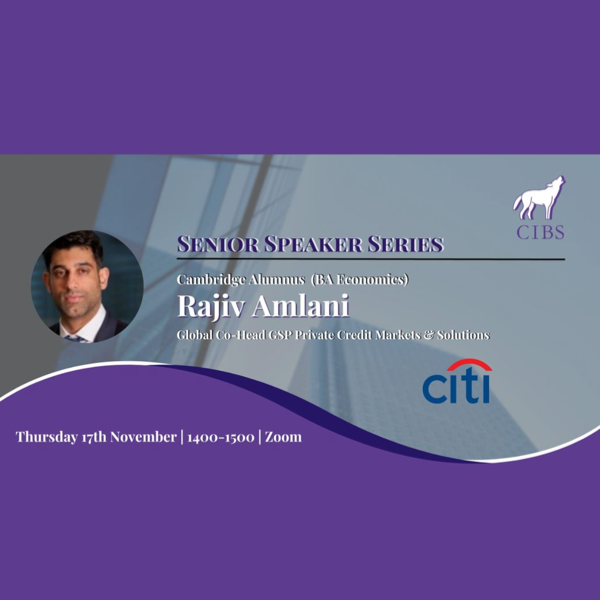 CIBS
Senior Speaker Series
Cambridge Alumnus (BA Economics)
Rajiv Amlani
Global Co-Head GSP Private Credit Markets & Solutions
citi
Thursday 17th November | 1400-1500 | Zoom